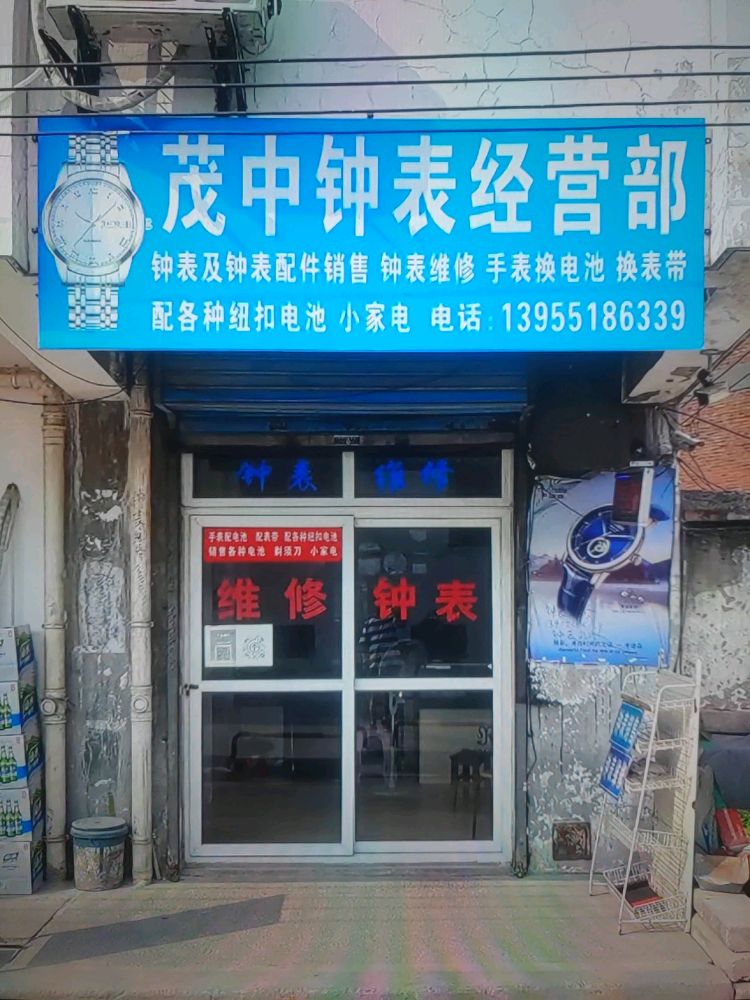 茂中钟表经营部
钟表及钟表配件销售 钟表维修 手表换电池 换表带
配各种纽扣电池 小家电 电话:13955186339
钟表 维修
手表配电池 配表带 配各种纽扣电池
销售各种电池 剃须刀 小家电
维修 钟表